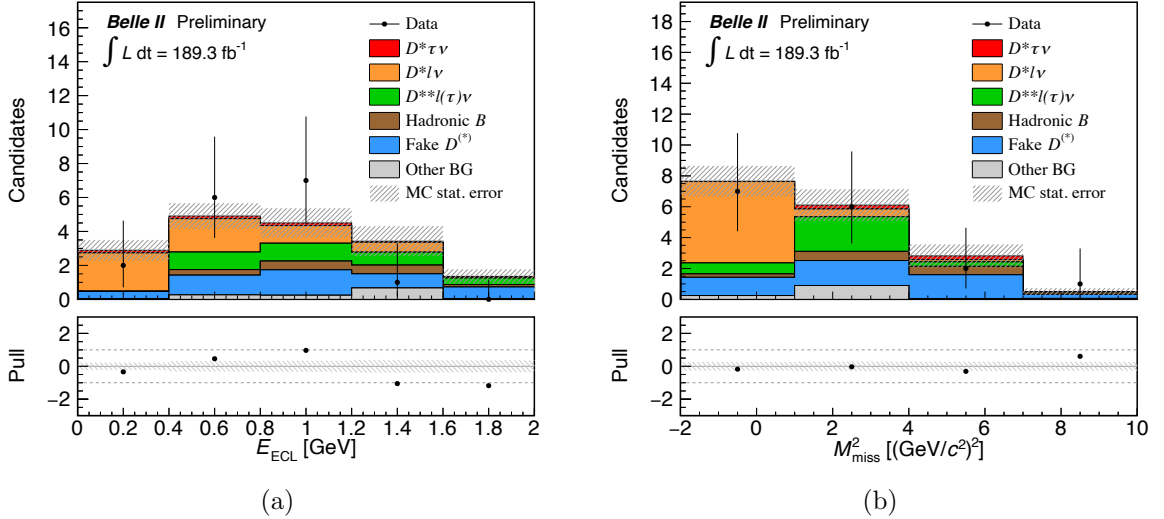 Belle II Preliminary
∫ L dt = 189.3 fb⁻¹
Data
D*τν
D*lν
D**l(τ)ν
Hadronic B
Fake D⁽*⁾
Other BG
MC stat. error
Candidates
16
14
12
10
8
6
4
2
0
Pull
2
0
−2
0 0.2 0.4 0.6 0.8 1 1.2 1.4 1.6 1.8 2
E_ECL [GeV]
(a)
Belle II Preliminary
∫ L dt = 189.3 fb⁻¹
Data
D*τν
D*lν
D**l(τ)ν
Hadronic B
Fake D⁽*⁾
Other BG
MC stat. error
Candidates
18
16
14
12
10
8
6
4
2
0
Pull
2
0
−2
−2 0 2 4 6 8 10
M²_miss [(GeV/c²)²]
(b)